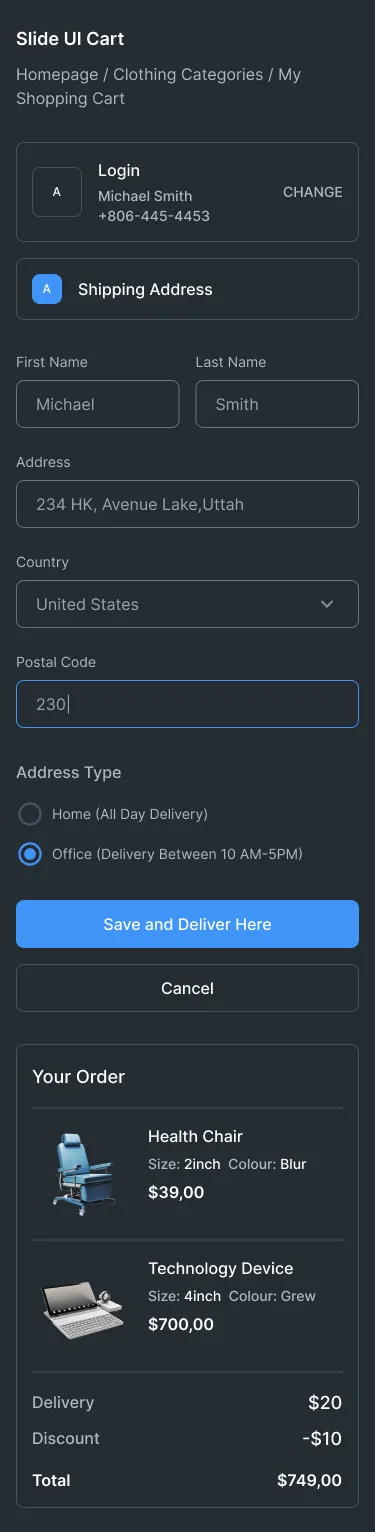 Slide UI Cart
Homepage / Clothing Categories / My
Shopping Cart
A
Login
Michael Smith
+806-445-4453
CHANGE
A
Shipping Address
First Name
Last Name
Michael
Smith
Address
234 HK, Avenue Lake,Uttah
Country
United States
Postal Code
230
Address Type
Home (All Day Delivery)
Office (Delivery Between 10 AM-5PM)
Save and Deliver Here
Cancel
Your Order
Health Chair
Size: 2inch Colour: Blur
$39,00
Technology Device
Size: 4inch Colour: Grew
$700,00
Delivery $20
Discount -$10
Total $749,00